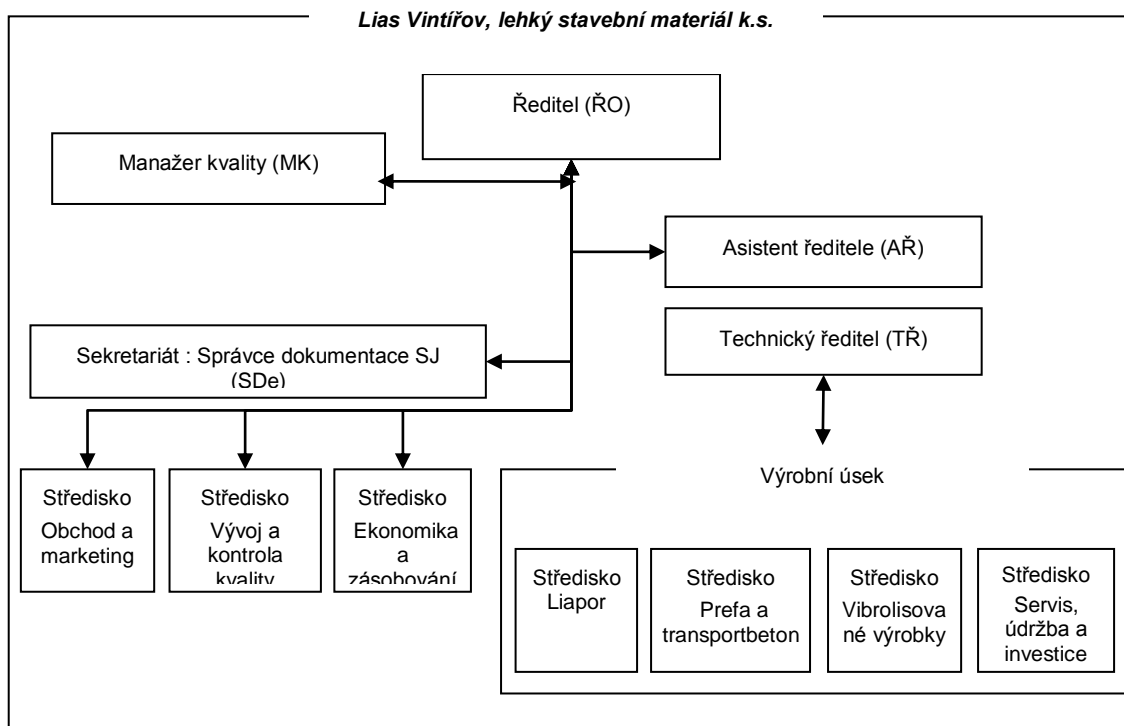 Lias Vintířov, lehký stavební materiál k.s.
Ředitel (ŘO)
Manažer kvality (MK)
Asistent ředitele (AŘ)
Technický ředitel (TŘ)
Sekretariát : Správce dokumentace SJ
(SDe)
Středisko
Obchod a
marketing
Středisko
Vývoj a
kontrola
kvality
Středisko
Ekonomika
a
zásobování
Výrobní úsek
Středisko
Liapor
Středisko
Prefa a
transportbeton
Středisko
Vibrolisova
né výrobky
Středisko
Servis,
údržba a
investice